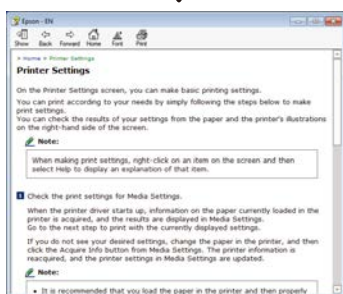 Epson - EN
Show Back Forward Home Font Print
> Home > Printer Settings
Printer Settings
On the Printer Settings screen, you can make basic printing settings.
You can print according to your needs by simply following the steps below to make
print settings.
You can check the results of your settings from the paper and the printer's illustrations
on the right-hand side of the screen.
Note:
When making print settings, right-click on an item on the screen and then
select Help to display an explanation of that item.
1 Check the print settings for Media Settings.
When the printer driver starts up, information on the paper currently loaded in the
printer is acquired, and the results are displayed in Media Settings.
Go to the next step to print with the currently displayed settings.
If you do not see your desired settings, change the paper in the printer, and then
click the Acquire Info button from Media Settings. The printer information is
reacquired, and the printer settings in Media Settings are updated.
Note:
• It is recommended that you load the paper in the printer and then properly